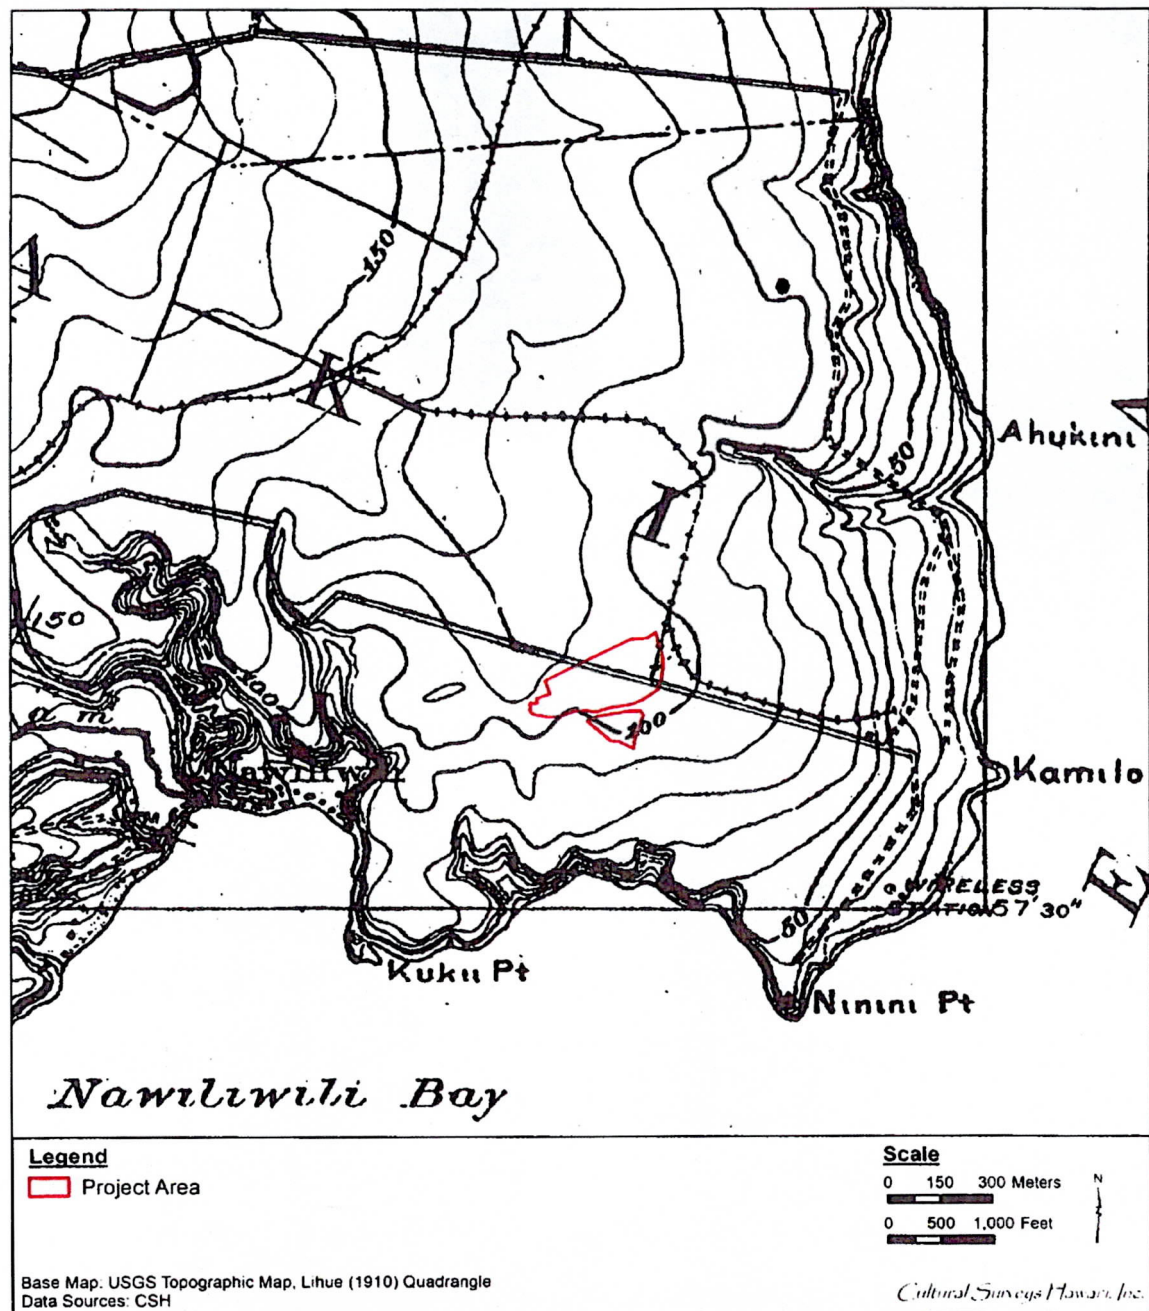 150
A
K
Ahukini
50
I
150
100
a m
100
Nawiliwili
Kamilo
E
WIRELESS
STATION 57'30"
50
Kukii Pt
Ninini Pt
Nawiliwili Bay
Legend
Project Area
Scale
0 150 300 Meters
N
0 500 1,000 Feet
Base Map: USGS Topographic Map, Lihue (1910) Quadrangle
Data Sources: CSH
Cultural Surveys Hawaii, Inc.